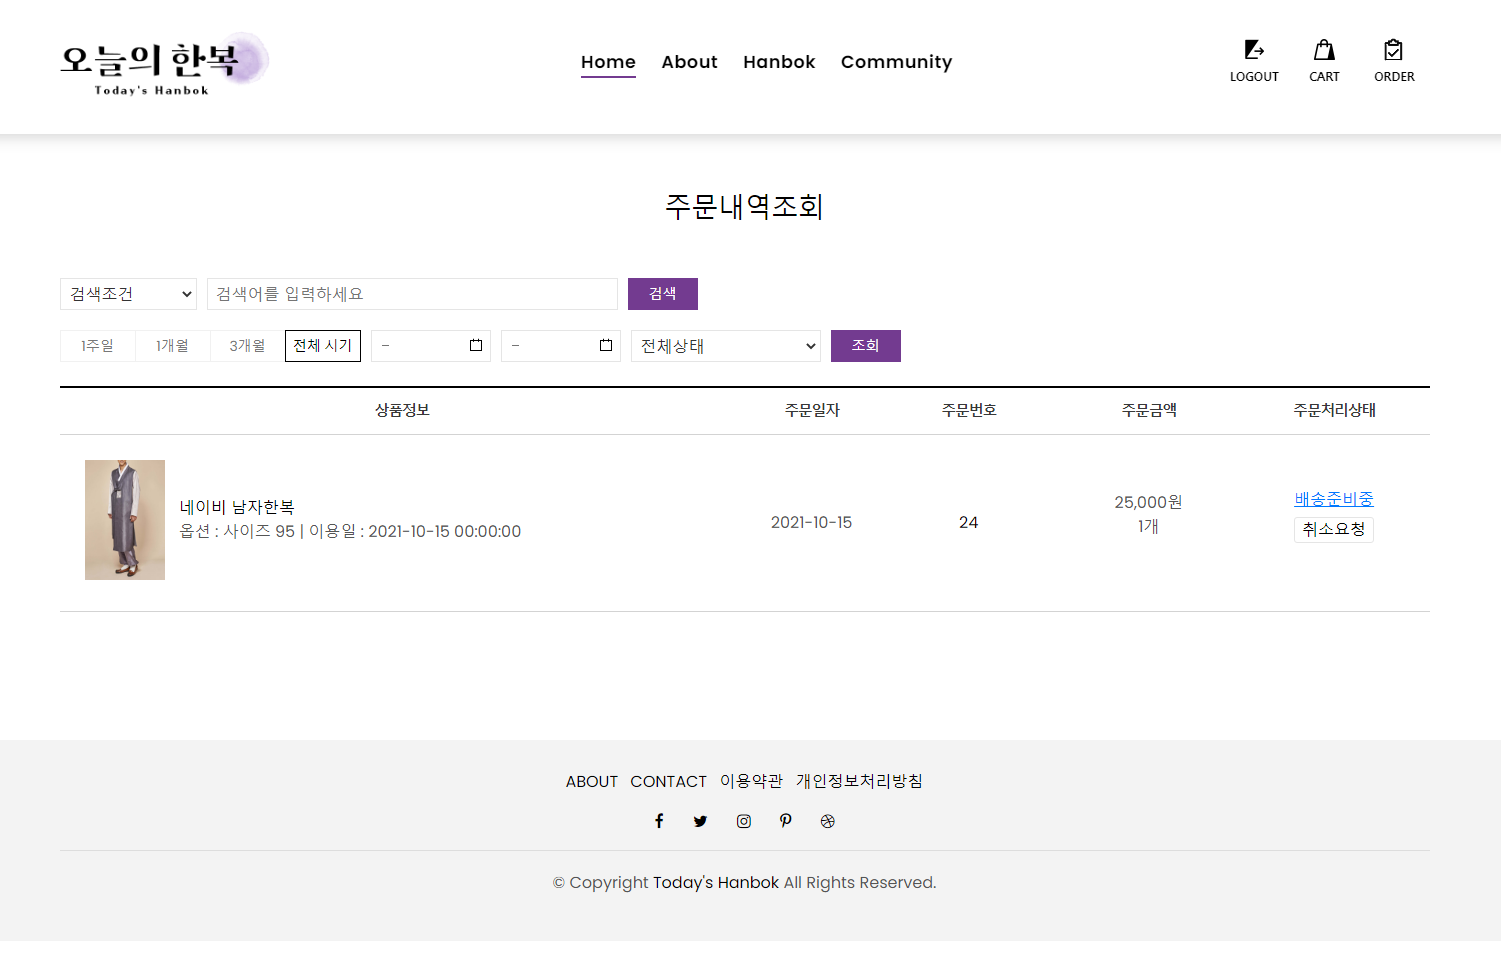 오늘의 한복
Today's Hanbok
Home About Hanbok Community
LOGOUT CART ORDER
주문내역조회
검색조건 검색어를 입력하세요 검색
1주일 1개월 3개월 전체 시기 – – 전체상태 조회
상품정보 주문일자 주문번호 주문금액 주문처리상태
네이비 남자한복
옵션 : 사이즈 95 | 이용일 : 2021-10-15 00:00:00
2021-10-15
24
25,000원
1개
배송준비중
취소요청
ABOUT CONTACT 이용약관 개인정보처리방침
© Copyright Today's Hanbok All Rights Reserved.